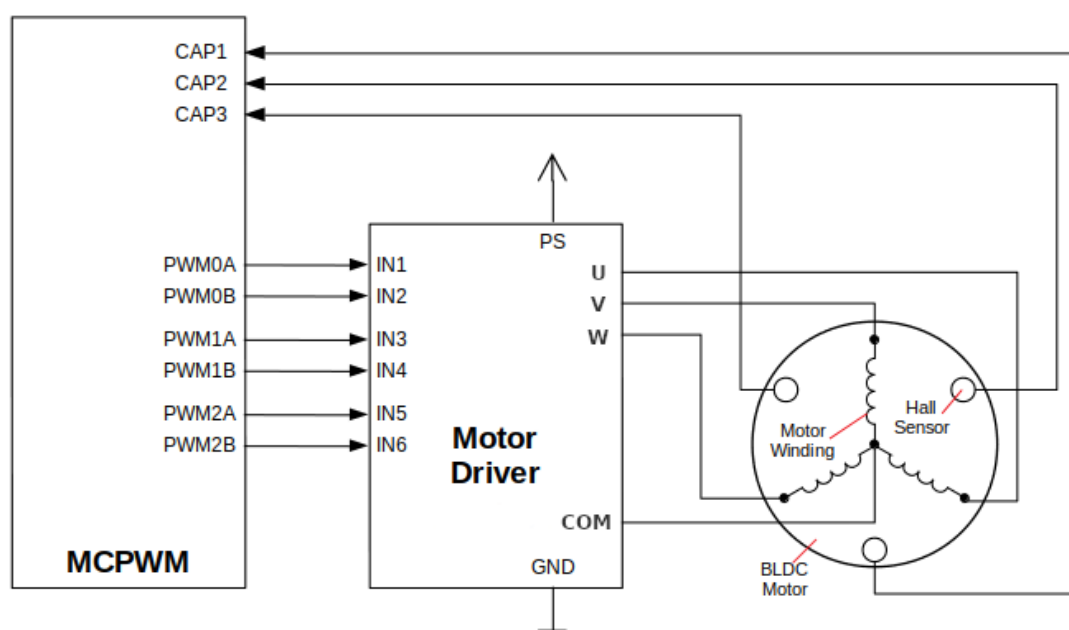 CAP1
CAP2
CAP3
PS
PWM0A
IN1
U
PWM0B
IN2
V
PWM1A
IN3
W
PWM1B
IN4
PWM2A
IN5
PWM2B
IN6
Motor
Driver
Motor
Winding
Hall
Sensor
COM
MCPWM
GND
BLDC
Motor